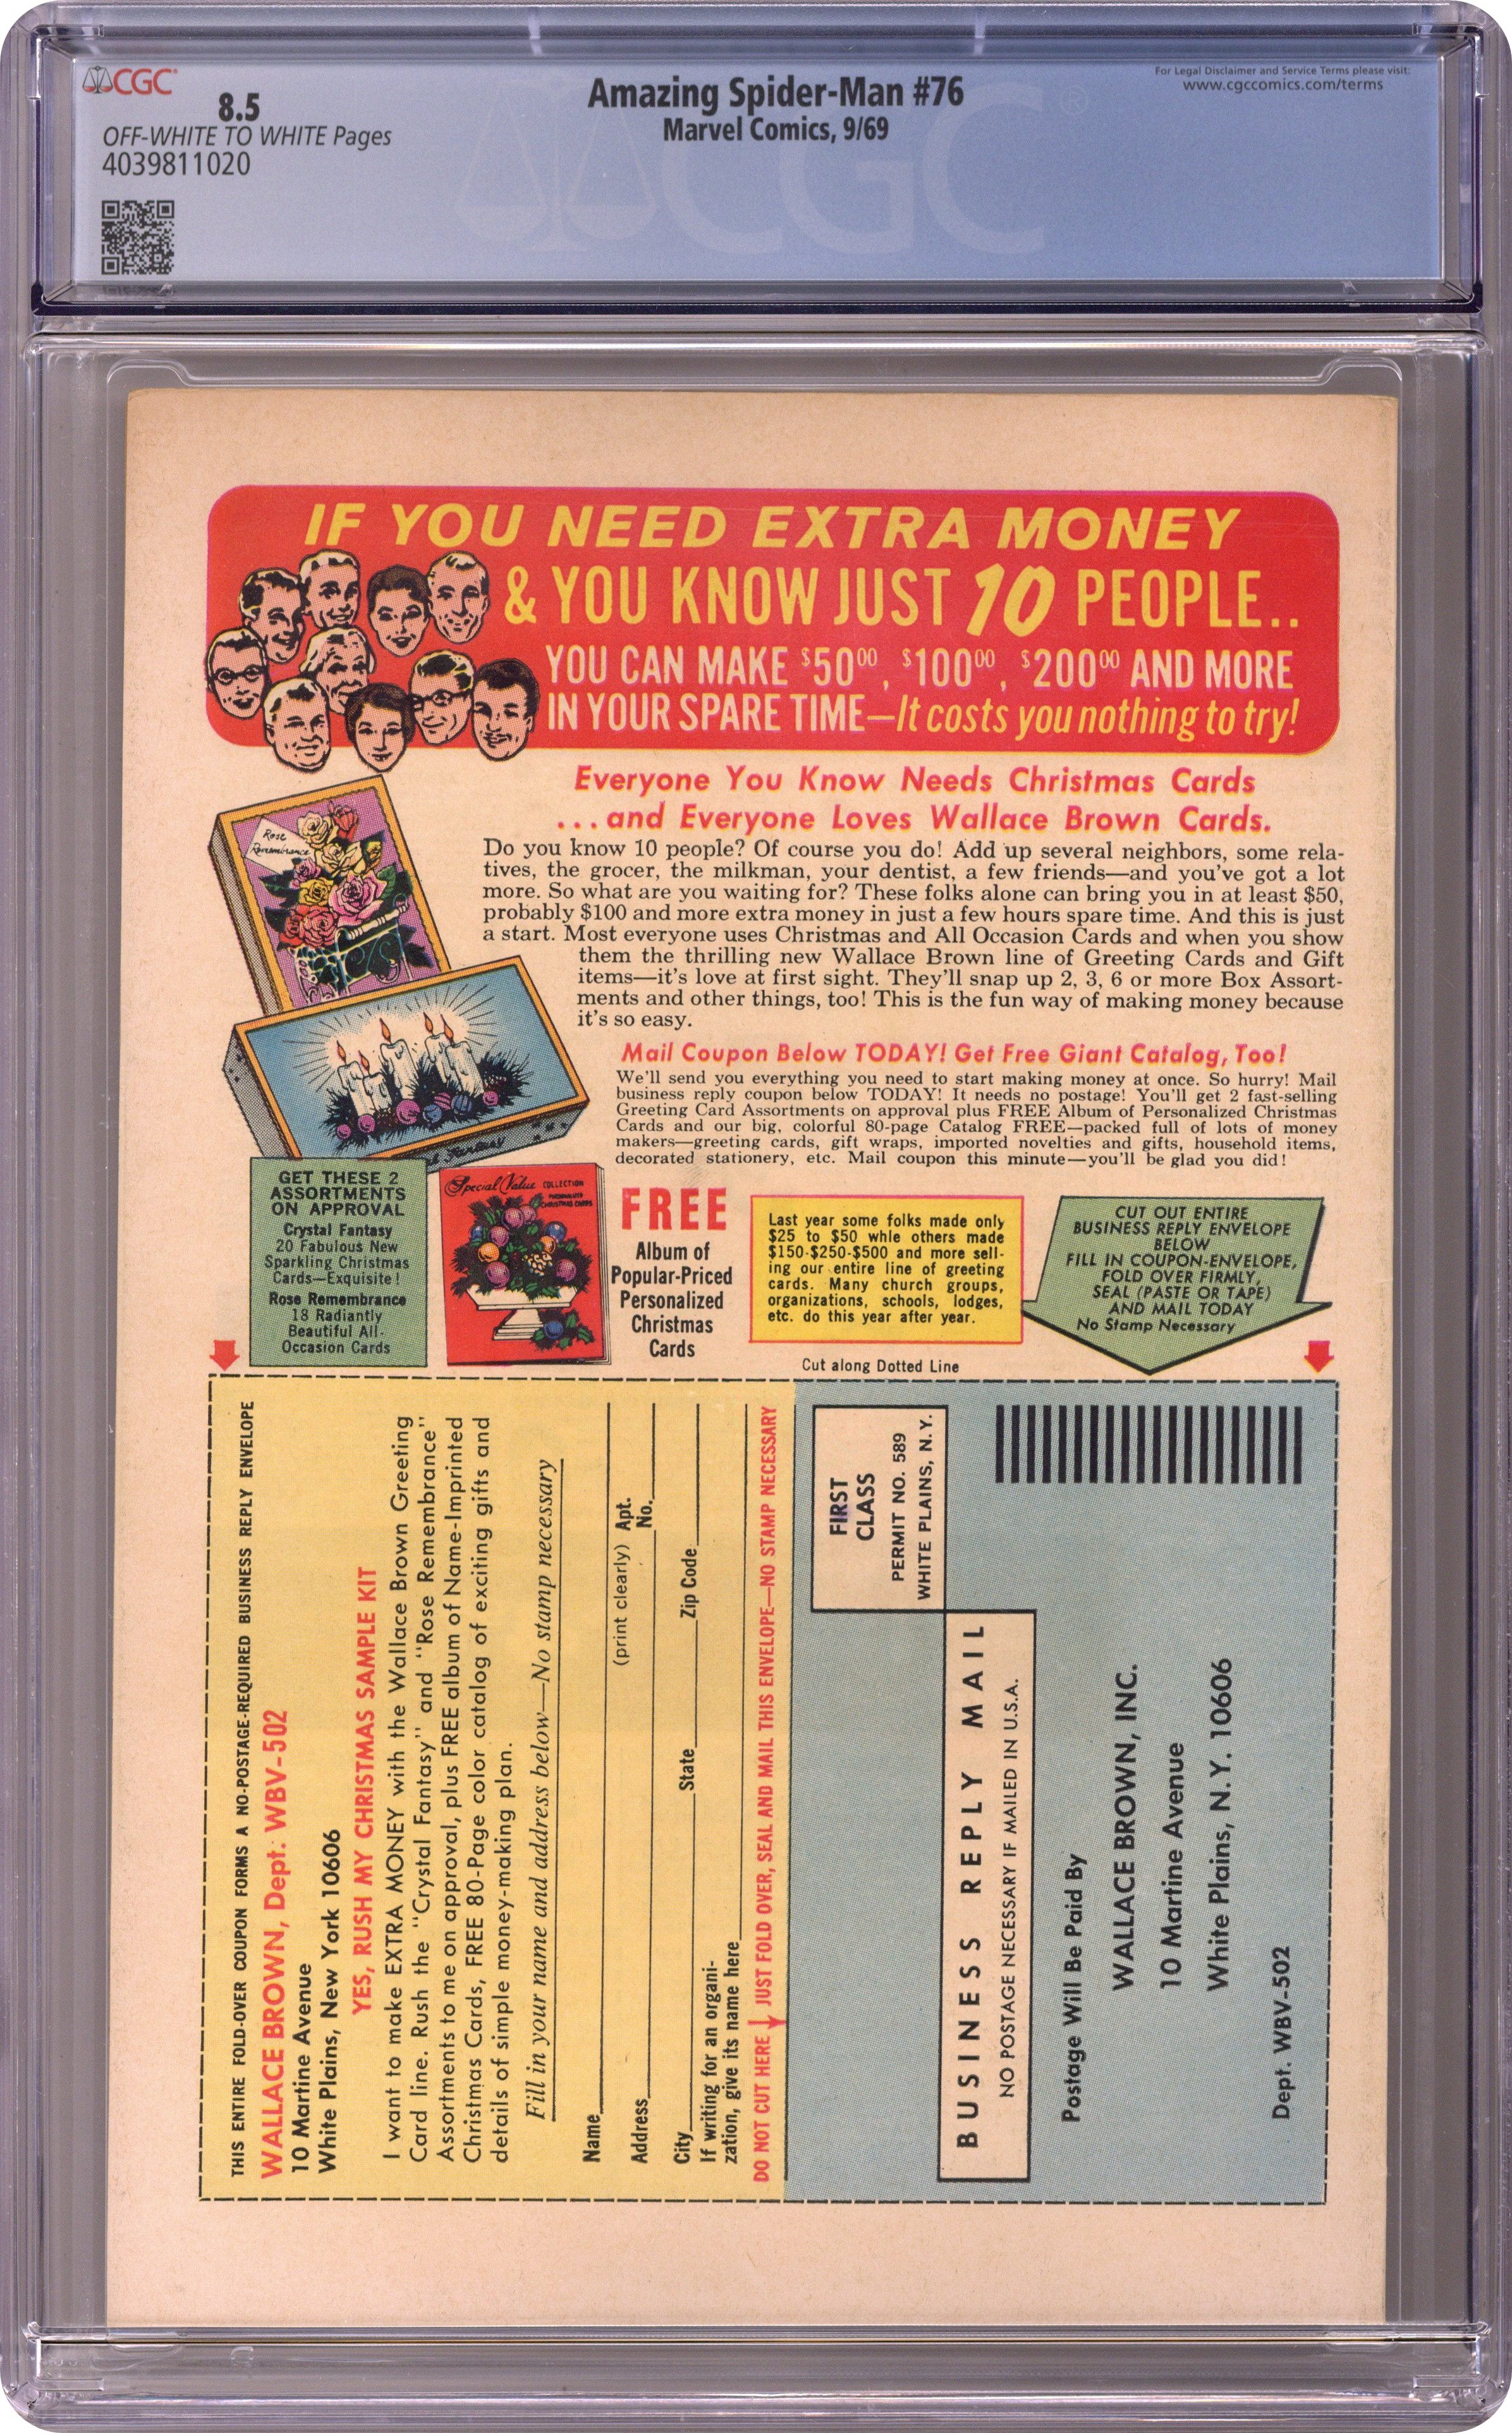 CGC
8.5
OFF-WHITE TO WHITE Pages
4039811020
Amazing Spider-Man #76
Marvel Comics, 9/69
For Legal Disclaimer and Service Terms please visit:
www.cgccomics.com/terms
CGC
IF YOU NEED EXTRA MONEY
& YOU KNOW JUST 10 PEOPLE..
YOU CAN MAKE $50⁰⁰, $100⁰⁰, $200⁰⁰ AND MORE
IN YOUR SPARE TIME—It costs you nothing to try!
Everyone You Know Needs Christmas Cards
...and Everyone Loves Wallace Brown Cards.
Rose
Remembrance
Do you know 10 people? Of course you do! Add up several neighbors, some rela-
tives, the grocer, the milkman, your dentist, a few friends—and you've got a lot
more. So what are you waiting for? These folks alone can bring you in at least $50,
probably $100 and more extra money in just a few hours spare time. And this is just
a start. Most everyone uses Christmas and All Occasion Cards and when you show
them the thrilling new Wallace Brown line of Greeting Cards and Gift
items—it's love at first sight. They'll snap up 2, 3, 6 or more Box Assort-
ments and other things, too! This is the fun way of making money because
it's so easy.
Mail Coupon Below TODAY! Get Free Giant Catalog, Too!
We'll send you everything you need to start making money at once. So hurry! Mail
business reply coupon below TODAY! It needs no postage! You'll get 2 fast-selling
Greeting Card Assortments on approval plus FREE Album of Personalized Christmas
Cards and our big, colorful 80-page Catalog FREE—packed full of lots of money
makers—greeting cards, gift wraps, imported novelties and gifts, household items,
decorated stationery, etc. Mail coupon this minute—you'll be glad you did!
GET THESE 2
ASSORTMENTS
ON APPROVAL
Crystal Fantasy
20 Fabulous New
Sparkling Christmas
Cards—Exquisite!
Rose Remembrance
18 Radiantly
Beautiful All-
Occasion Cards
Special Value COLLECTION
PERSONALIZED
CHRISTMAS CARDS
FREE
Album of
Popular-Priced
Personalized
Christmas
Cards
Last year some folks made only
$25 to $50 whle others made
$150-$250-$500 and more sell-
ing our entire line of greeting
cards. Many church groups,
organizations, schools, lodges,
etc. do this year after year.
CUT OUT ENTIRE
BUSINESS REPLY ENVELOPE
BELOW
FILL IN COUPON-ENVELOPE,
FOLD OVER FIRMLY,
SEAL (PASTE OR TAPE)
AND MAIL TODAY
No Stamp Necessary
Cut along Dotted Line
THIS ENTIRE FOLD-OVER COUPON FORMS A NO-POSTAGE-REQUIRED BUSINESS REPLY ENVELOPE
WALLACE BROWN, Dept. WBV-502
10 Martine Avenue
White Plains, New York 10606
YES, RUSH MY CHRISTMAS SAMPLE KIT
I want to make EXTRA MONEY with the Wallace Brown Greeting
Card line. Rush the "Crystal Fantasy" and "Rose Remembrance"
Assortments to me on approval, plus FREE album of Name-Imprinted
Christmas Cards, FREE 80-Page color catalog of exciting gifts and
details of simple money-making plan.
Fill in your name and address below—No stamp necessary
Name
(print clearly)
Address
Apt.
No.
City
State
Zip Code
If writing for an organi-
zation, give its name here
DO NOT CUT HERE JUST FOLD OVER, SEAL AND MAIL THIS ENVELOPE—NO STAMP NECESSARY
FIRST
CLASS
PERMIT NO. 589
WHITE PLAINS, N. Y.
BUSINESS REPLY MAIL
NO POSTAGE NECESSARY IF MAILED IN U.S.A.
Postage Will Be Paid By
WALLACE BROWN, INC.
10 Martine Avenue
White Plains, N. Y. 10606
Dept. WBV-502